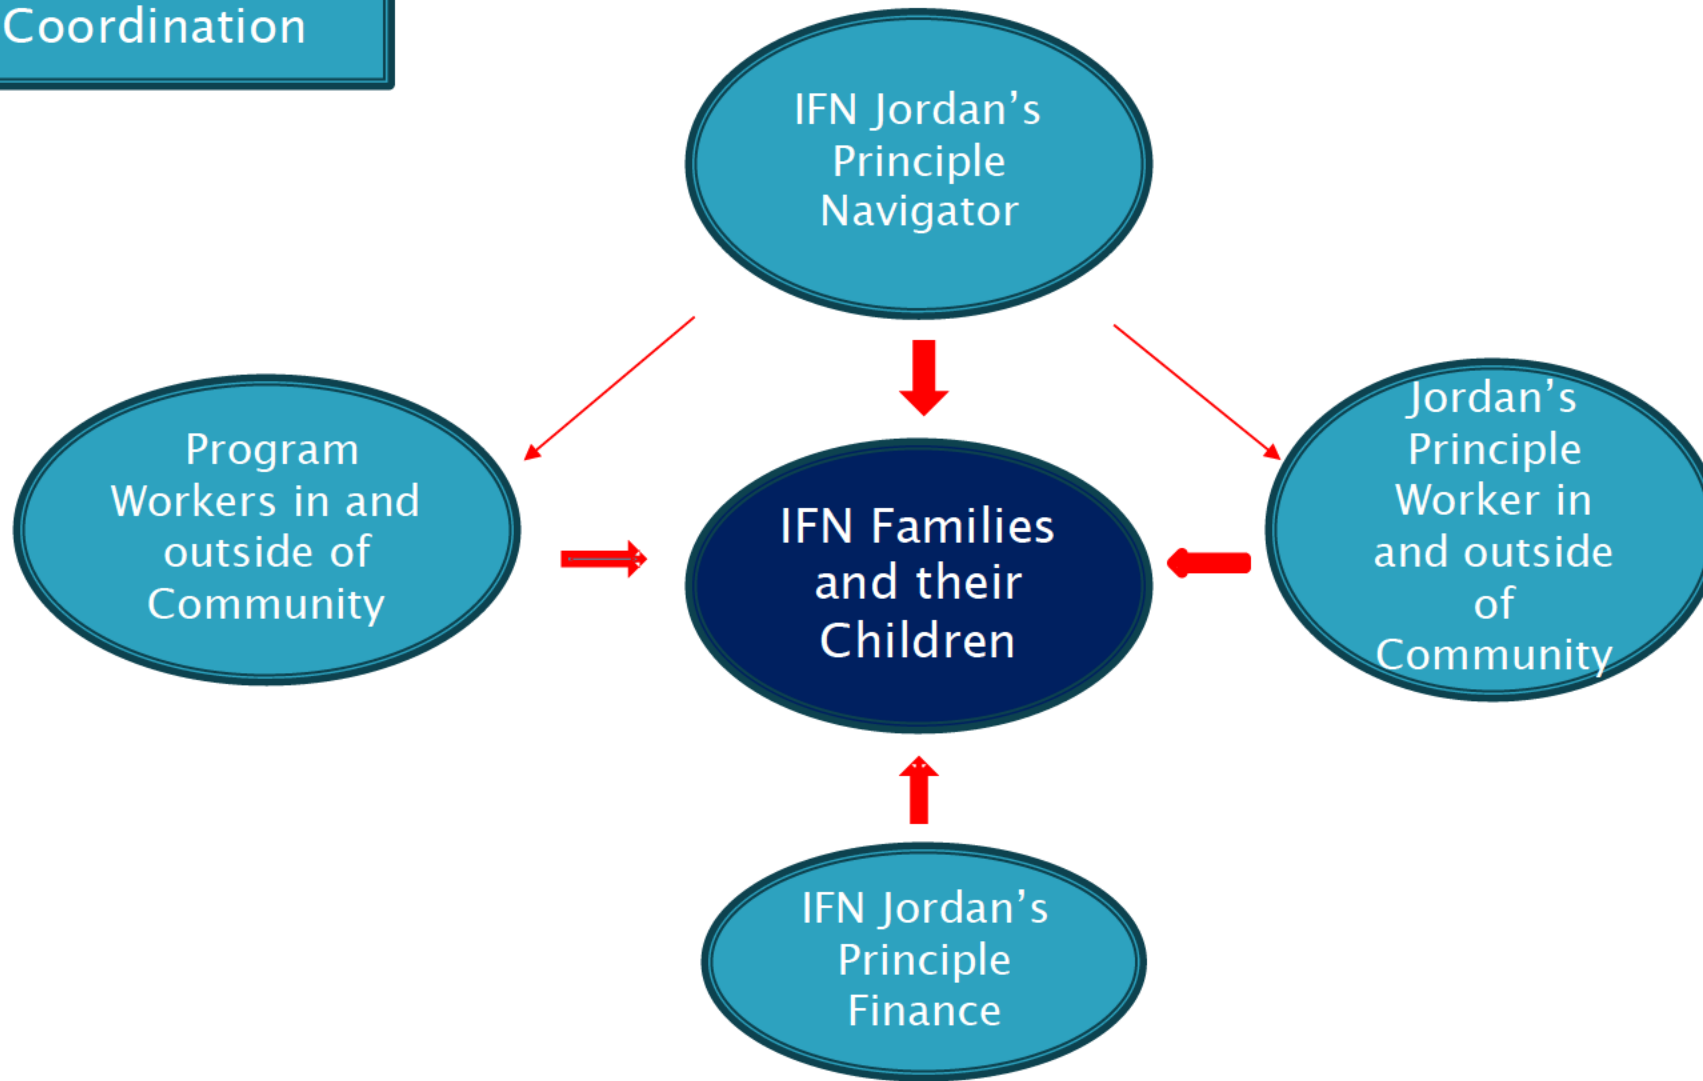 Coordination
IFN Jordan’s
Principle
Navigator
Program
Workers in and
outside of
Community
IFN Families
and their
Children
Jordan’s
Principle
Worker in
and outside
of
Community
IFN Jordan’s
Principle
Finance